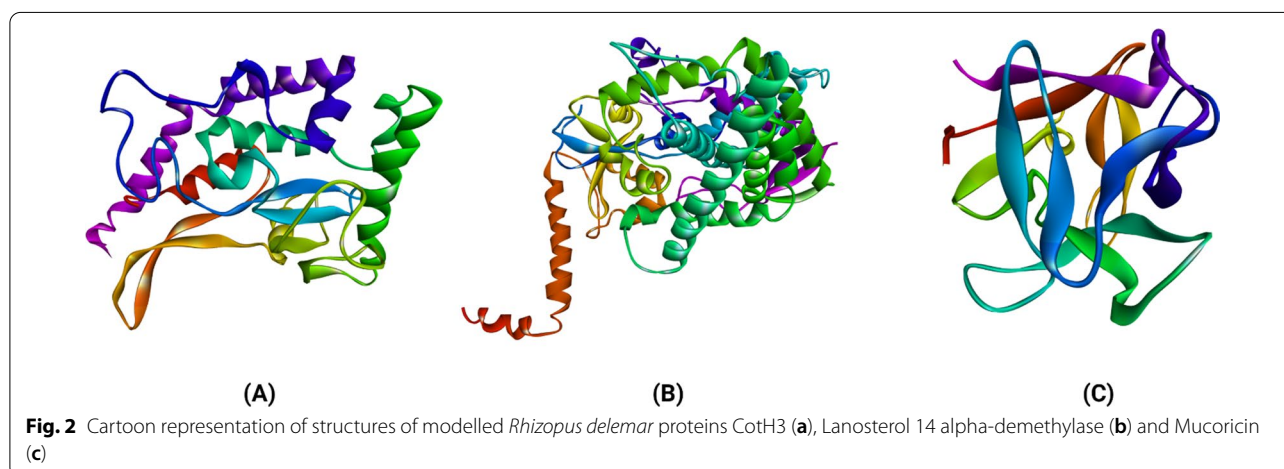 (A) (B) (C)
Fig. 2 Cartoon representation of structures of modelled Rhizopus delemar proteins CotH3 (a), Lanosterol 14 alpha-demethylase (b) and Mucoricin
(c)